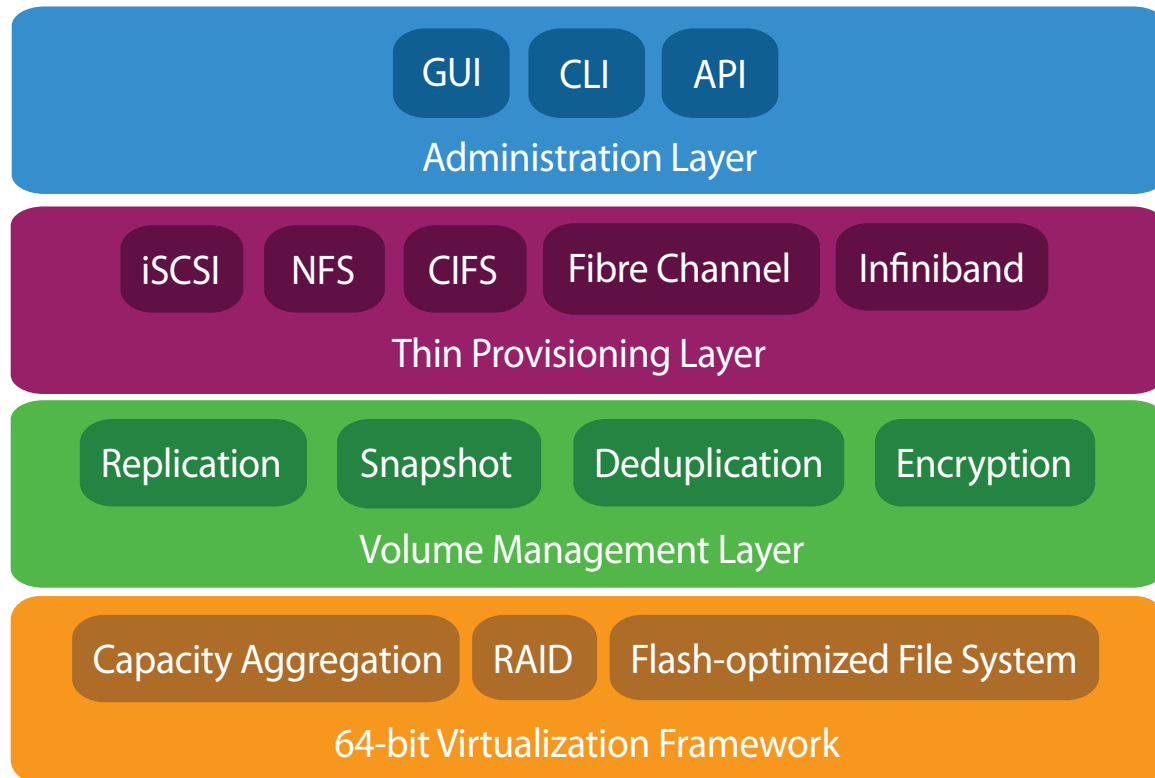 GUI CLI API
Administration Layer
iSCSI NFS CIFS Fibre Channel Infiniband
Thin Provisioning Layer
Replication Snapshot Deduplication Encryption
Volume Management Layer
Capacity Aggregation RAID Flash-optimized File System
64-bit Virtualization Framework